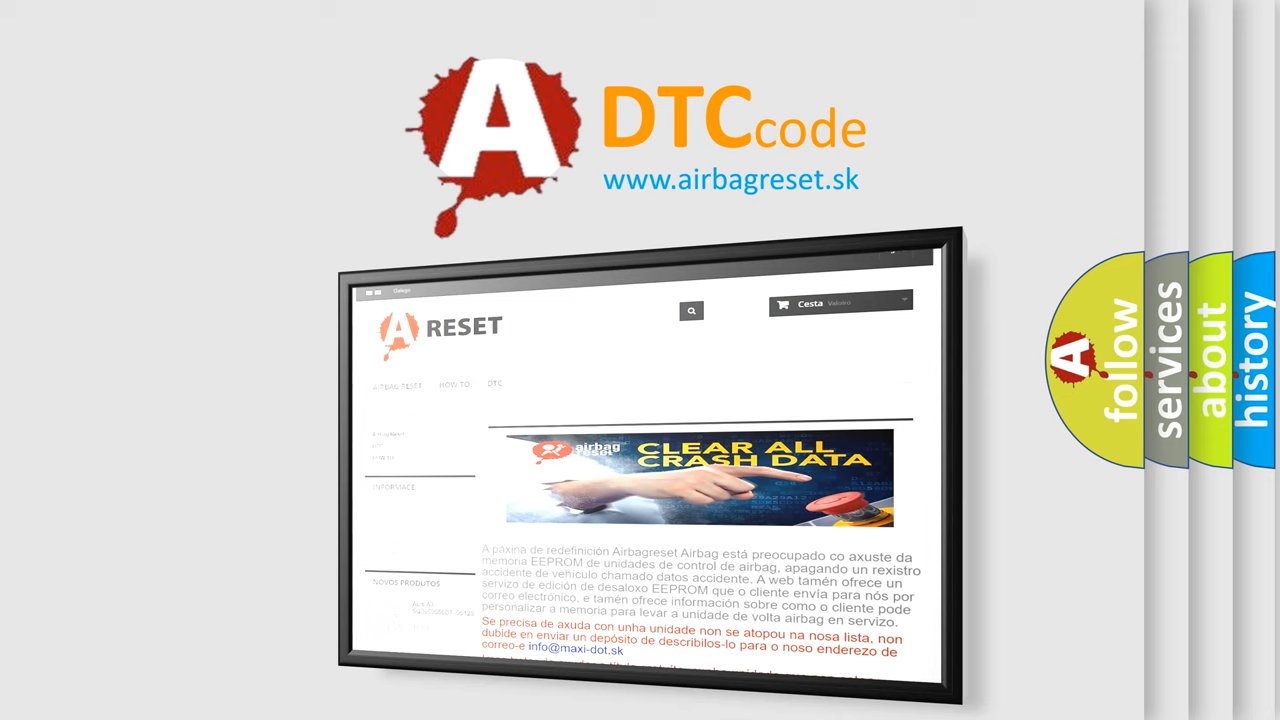 A
DTCcode
www.airbagreset.sk
Galego
A RESET
Cesta Valeiro
AIRBAG RESET HOW TO DTC
HOW TO
INFORMACE
NOVOS PRODUTOS
airbag
reset
CLEAR ALL
CRASH DATA
A páxina de redefinición Airbagreset Airbag está preocupado co axuste da
memoria EEPROM de unidades de control de airbag, apagando un rexistro
accidente de vehículo chamado datos accidente. A web tamén ofrece un
servizo de edición de desaloxo EEPROM que o cliente envía para nós por
correo electrónico, e tamén ofrece información sobre como o cliente pode
personalizar a memoria para levar a unidade de volta airbag en servizo.
Se precisa de axuda con unha unidade non se atopou na nosa lista, non
dubide en enviar un depósito de describilos-lo para o noso enderezo de
correo-e info@maxi-dot.sk
A
follow
services
about
history